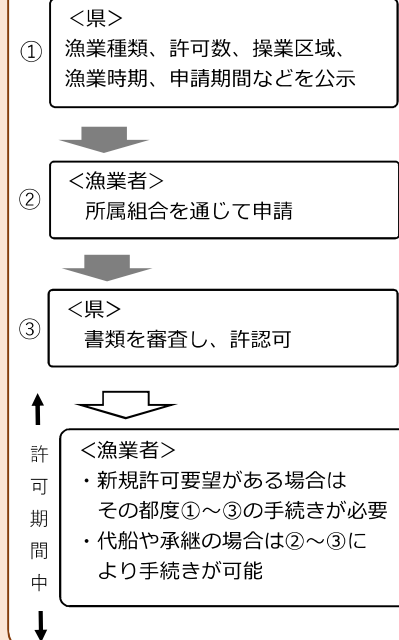 <県>
①
漁業種類、許可数、操業区域、
漁業時期、申請期間などを公示
②
<漁業者>
所属組合を通じて申請
③
<県>
書類を審査し、許認可
許可期間中
<漁業者>
・新規許可要望がある場合は
その都度①～③の手続きが必要
・代船や承継の場合は②～③に
より手続きが可能